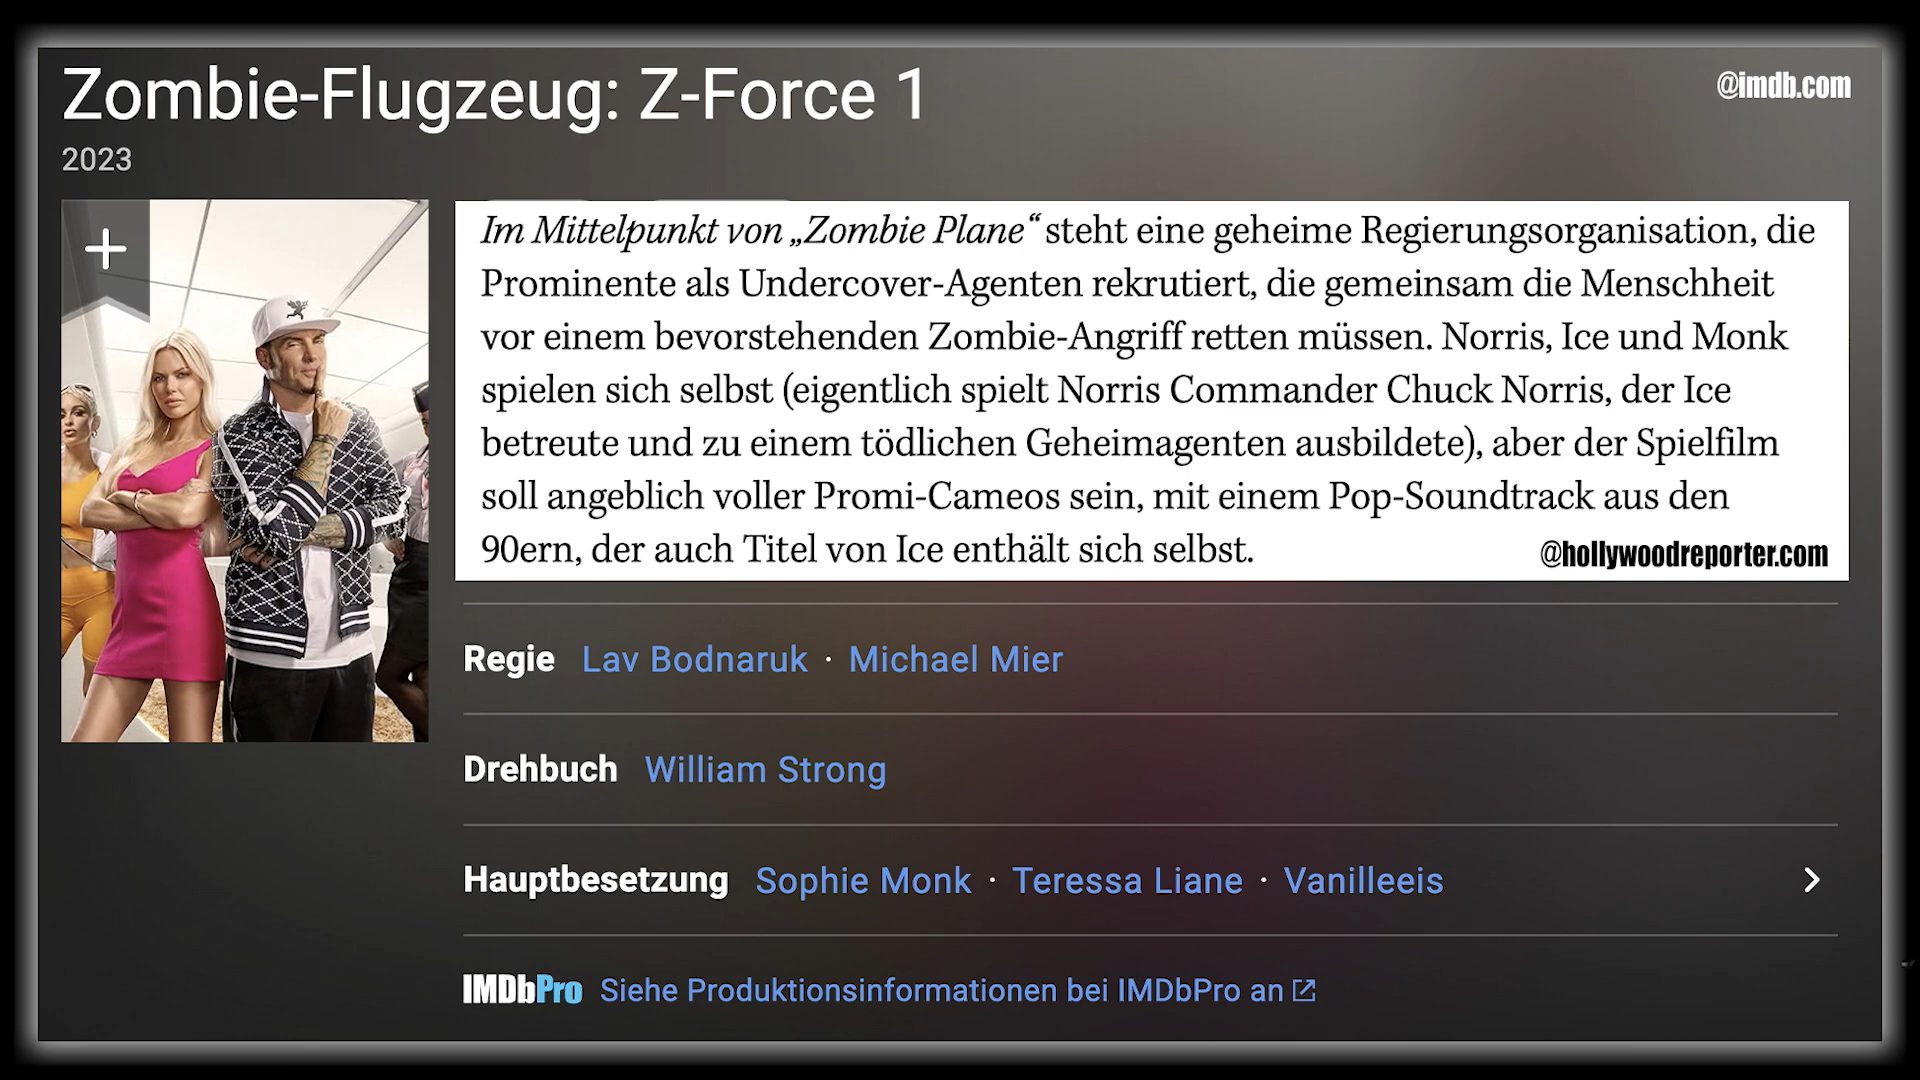 Zombie-Flugzeug: Z-Force 1
@imdb.com
2023
Im Mittelpunkt von „Zombie Plane“ steht eine geheime Regierungsorganisation, die
Prominente als Undercover-Agenten rekrutiert, die gemeinsam die Menschheit
vor einem bevorstehenden Zombie-Angriff retten müssen. Norris, Ice und Monk
spielen sich selbst (eigentlich spielt Norris Commander Chuck Norris, der Ice
betreute und zu einem tödlichen Geheimagenten ausbildete), aber der Spielfilm
soll angeblich voller Promi-Cameos sein, mit einem Pop-Soundtrack aus den
90ern, der auch Titel von Ice enthält sich selbst.
@hollywoodreporter.com
Regie Lav Bodnaruk · Michael Mier
Drehbuch William Strong
Hauptbesetzung Sophie Monk · Teressa Liane · Vanilleeis
IMDbPro Siehe Produktionsinformationen bei IMDbPro an